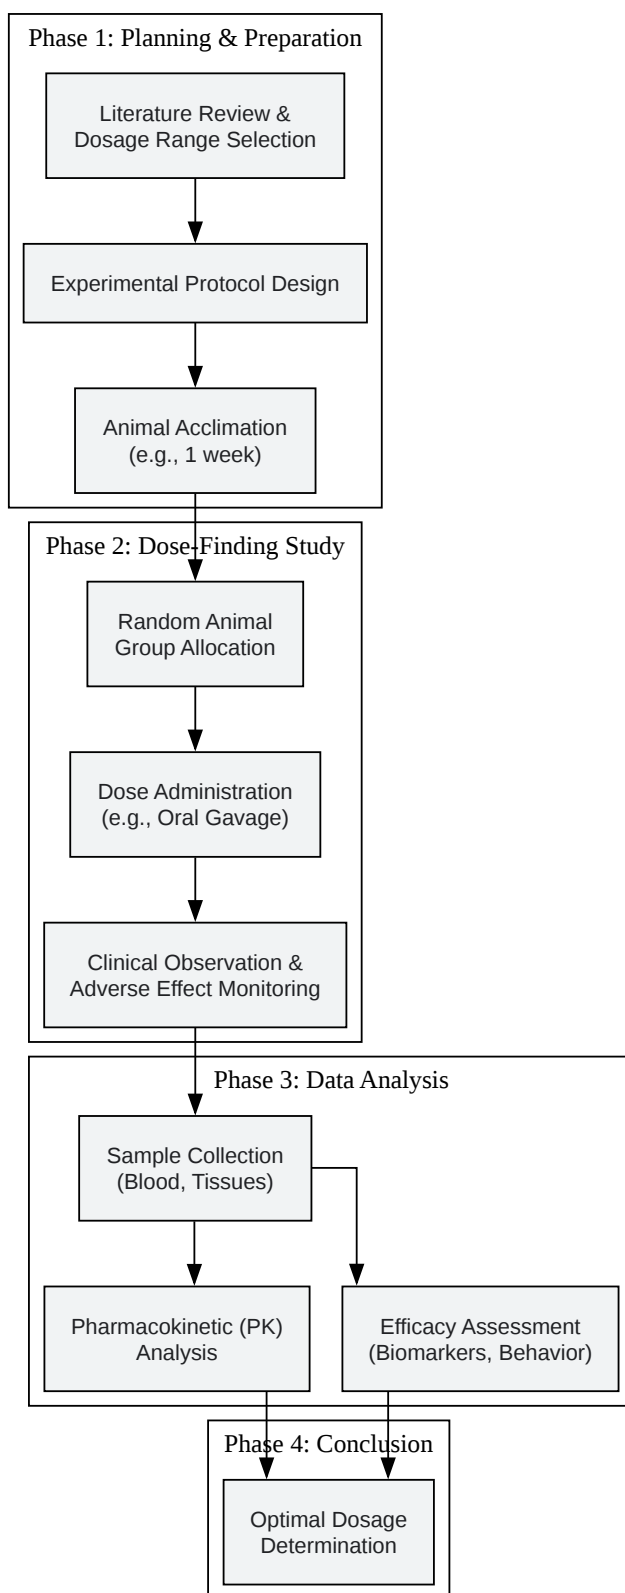 Phase 1: Planning & Preparation
Literature Review &
Dosage Range Selection
Experimental Protocol Design
Animal Acclimation
(e.g., 1 week)
Phase 2: Dose-Finding Study
Random Animal
Group Allocation
Dose Administration
(e.g., Oral Gavage)
Clinical Observation &
Adverse Effect Monitoring
Phase 3: Data Analysis
Sample Collection
(Blood, Tissues)
Pharmacokinetic (PK)
Analysis
Efficacy Assessment
(Biomarkers, Behavior)
Phase 4: Conclusion
Optimal Dosage
Determination